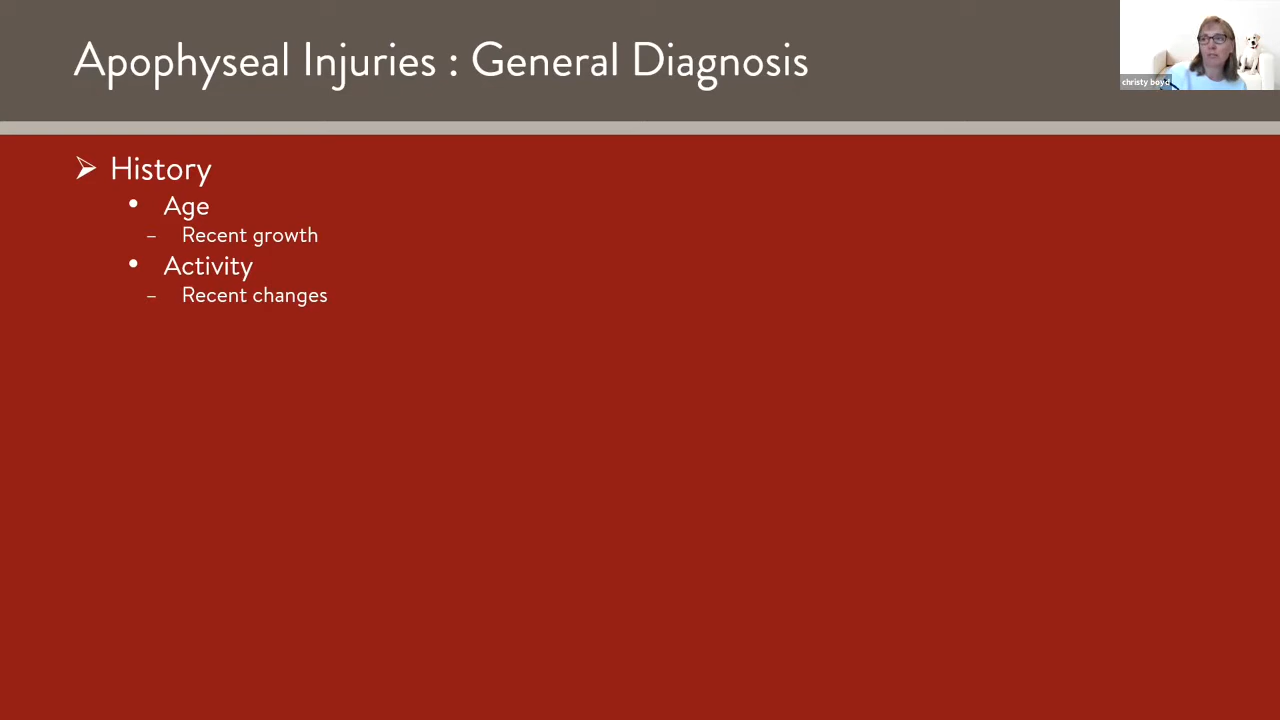 Apophyseal Injuries : General Diagnosis
christy boyd
➢ History
• Age
– Recent growth
• Activity
– Recent changes